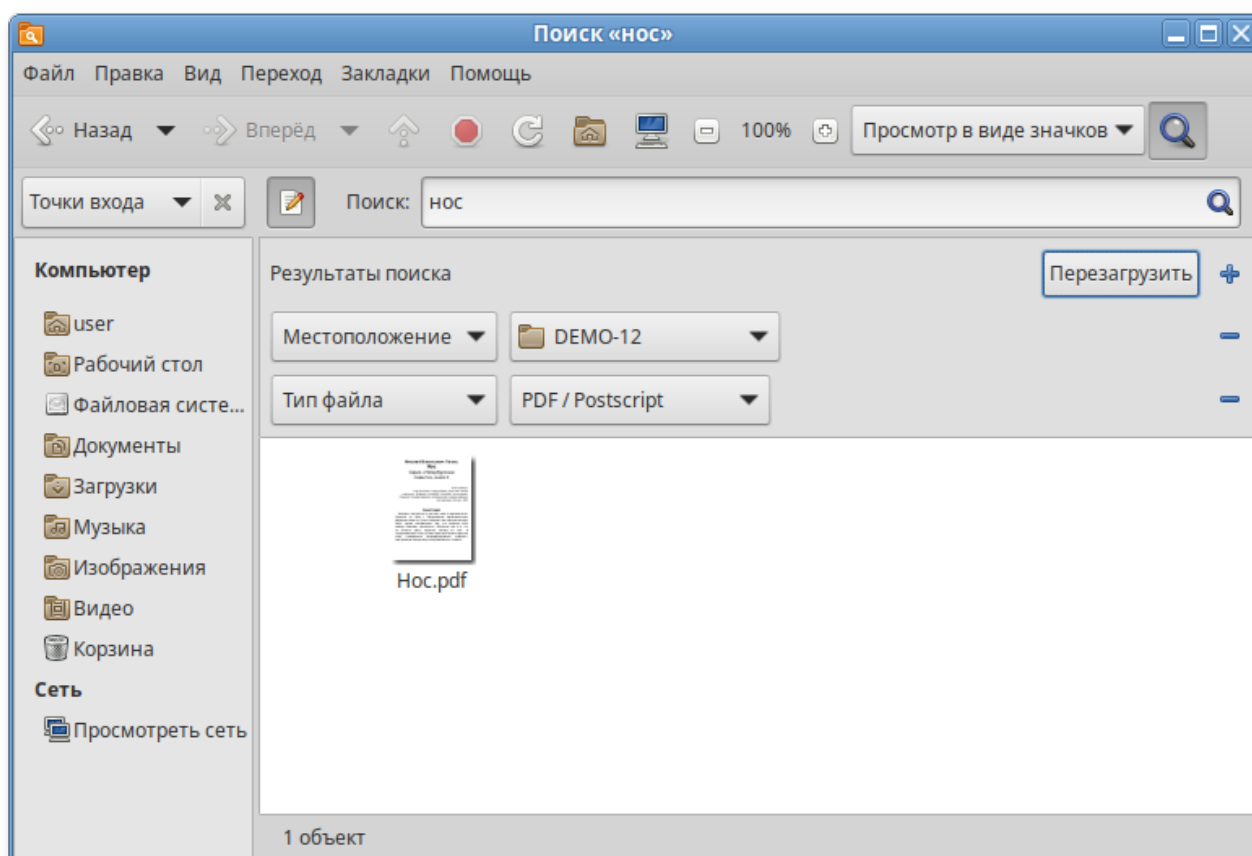 Поиск «нос»
Файл Правка Вид Переход Закладки Помощь
Назад Вперёд 100% Просмотр в виде значков
Точки входа Поиск: нос
Компьютер
user
Рабочий стол
Файловая систе...
Документы
Загрузки
Музыка
Изображения
Видео
Корзина
Сеть
Просмотреть сеть
Результаты поиска Перезагрузить
Местоположение DEMO-12
Тип файла PDF / Postscript
Нос.pdf
1 объект